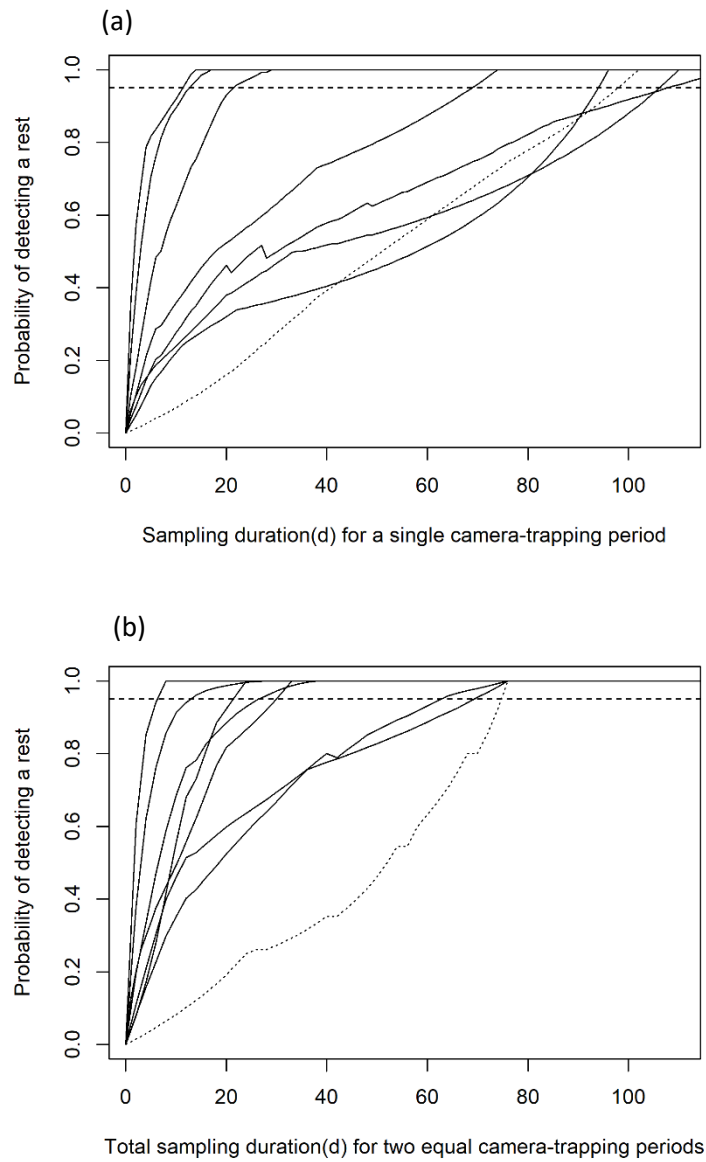 (a)
Probability of detecting a rest
1.0
0.8
0.6
0.4
0.2
0.0
0 20 40 60 80 100
Sampling duration(d) for a single camera-trapping period
(b)
Probability of detecting a rest
1.0
0.8
0.6
0.4
0.2
0.0
0 20 40 60 80 100
Total sampling duration(d) for two equal camera-trapping periods